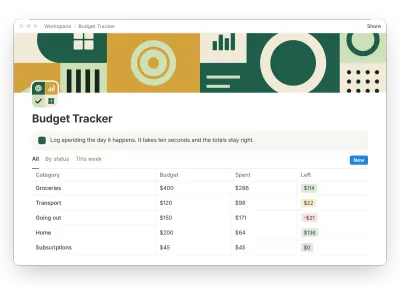 Workspace / Budget Tracker
Share
Budget Tracker
Log spending the day it happens. It takes ten seconds and the totals stay right.
All By status This week
New
Category Budget Spent Left
Groceries $400 $286 $114
Transport $120 $98 $22
Going out $150 $171 -$21
Home $200 $64 $136
Subscriptions $45 $45 $0